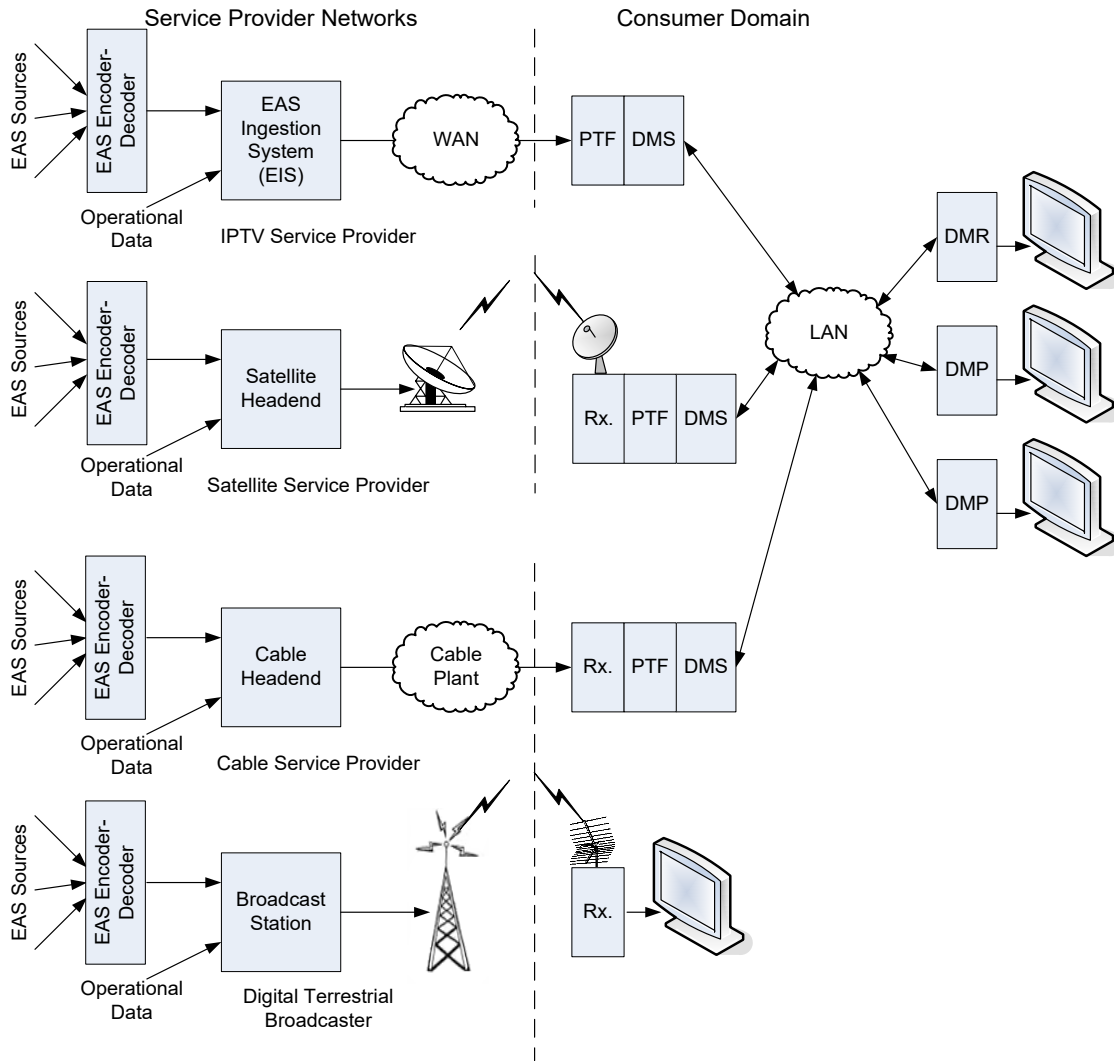 Service Provider Networks
Consumer Domain
EAS Sources
EAS Encoder-
Decoder
EAS
Ingestion
System
(EIS)
WAN
PTF
DMS
Operational
Data
IPTV Service Provider
DMR
EAS Sources
EAS Encoder-
Decoder
Satellite
Headend
LAN
DMP
Rx.
PTF
DMS
Operational
Data
Satellite Service Provider
DMP
EAS Sources
EAS Encoder-
Decoder
Cable
Headend
Cable
Plant
Rx.
PTF
DMS
Operational
Data
Cable Service Provider
EAS Sources
EAS Encoder-
Decoder
Broadcast
Station
Rx.
Operational
Data
Digital Terrestrial
Broadcaster